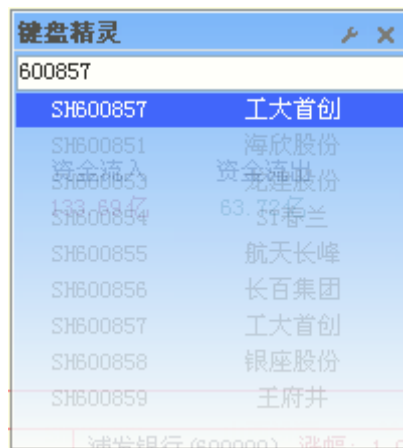 键盘精灵
600857
SH600857 工大首创
SH600851 海欣股份
资金流入 资金流出
SH600853 龙建股份
133.69亿 63.72亿
SH600854 ST春兰
SH600855 航天长峰
SH600856 长百集团
SH600857 工大首创
SH600858 银座股份
SH600859 王府井
浦发银行(600000) 涨幅: